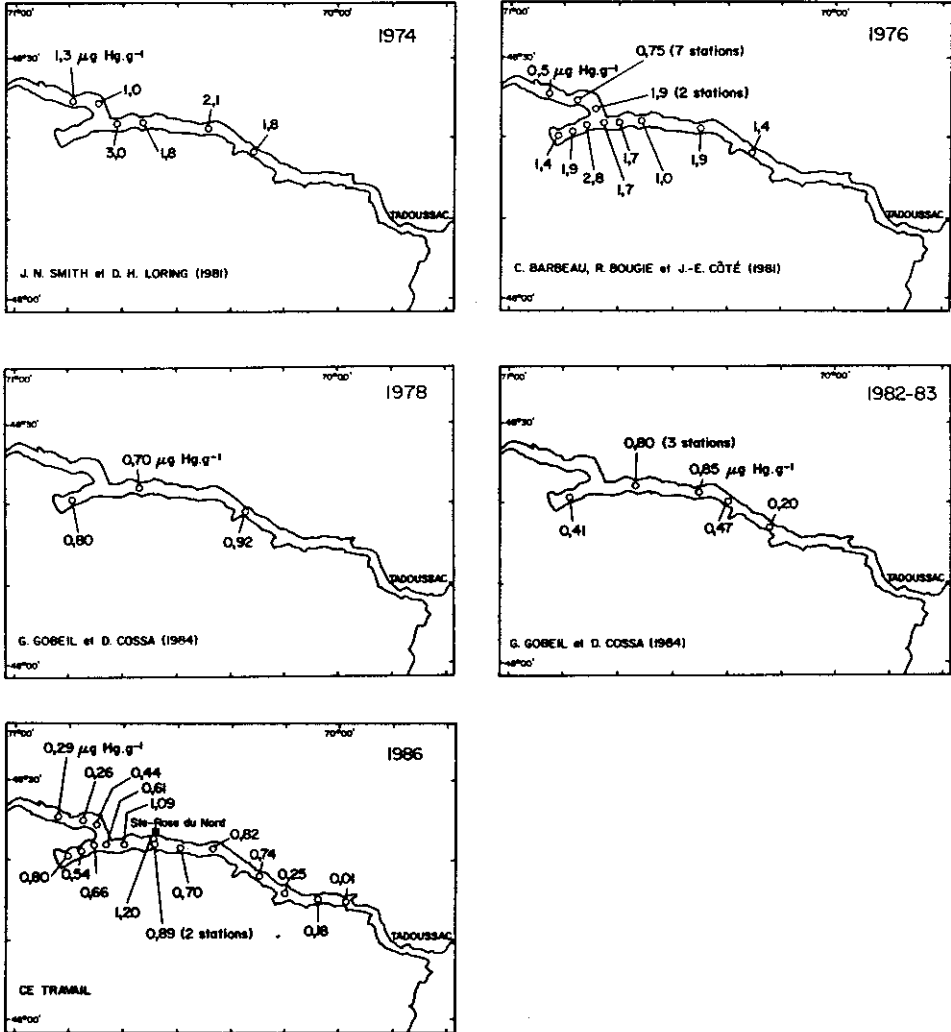 71°00'
70°00'
1974
48°30'
1,3 µg Hg.g⁻¹
1,0
2,1
1,8
3,0
1,8
TADOUSSAC
J. N. SMITH et D. H. LORING (1981)
48°00'
71°00'
70°00'
1976
48°30'
0,75 (7 stations)
0,5 µg Hg.g⁻¹
1,9 (2 stations)
1,4
1,4
1,9
2,8
1,7
1,7
1,0
1,9
TADOUSSAC
C. BARBEAU, R. BOUGIE et J.-E. CÔTÉ (1981)
48°00'
71°00'
70°00'
1978
48°30'
0,70 µg Hg.g⁻¹
0,80
0,92
TADOUSSAC
G. GOBEIL et D. COSSA (1984)
48°00'
71°00'
70°00'
1982-83
48°30'
0,80 (3 stations)
0,85 µg Hg.g⁻¹
0,20
0,41
0,47
TADOUSSAC
G. GOBEIL et D. COSSA (1984)
48°00'
71°00'
70°00'
1986
0,29 µg Hg.g⁻¹
48°30'
0,26
0,44
0,61
1,09
Ste-Rose du Nord
0,82
0,74
0,25
0,01
0,80
0,54
0,66
1,20
0,70
0,89 (2 stations)
0,18
TADOUSSAC
CE TRAVAIL
48°00'